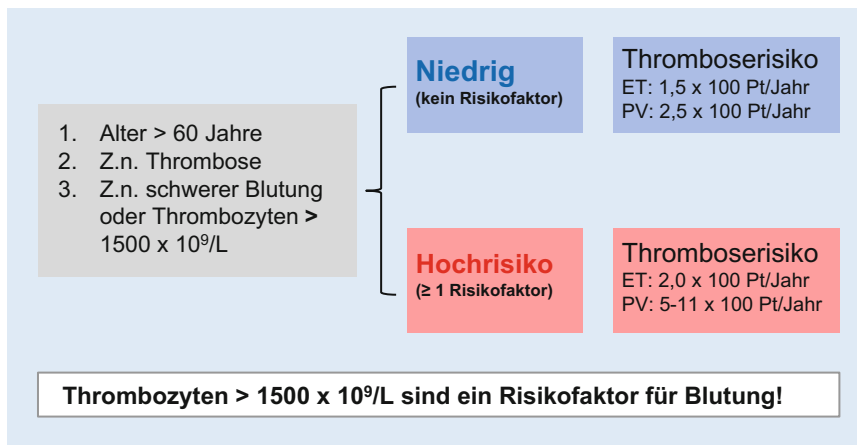 1. Alter > 60 Jahre
2. Z.n. Thrombose
3. Z.n. schwerer Blutung
oder Thrombozyten >
1500 x 10⁹/L
Niedrig
(kein Risikofaktor)
Thromboserisiko
ET: 1,5 x 100 Pt/Jahr
PV: 2,5 x 100 Pt/Jahr
Hochrisiko
(≥ 1 Risikofaktor)
Thromboserisiko
ET: 2,0 x 100 Pt/Jahr
PV: 5-11 x 100 Pt/Jahr
Thrombozyten > 1500 x 10⁹/L sind ein Risikofaktor für Blutung!